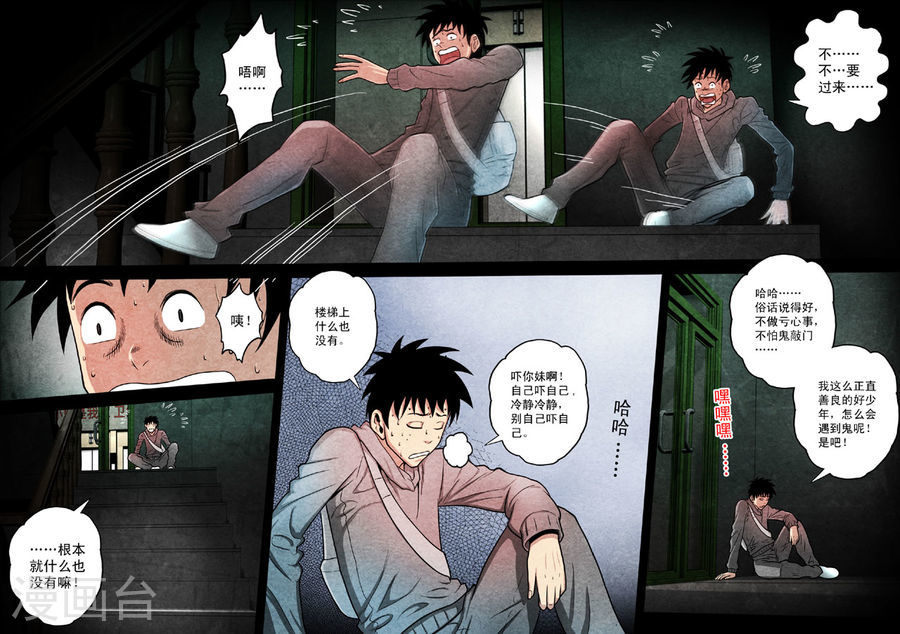 唔啊
……
不……
不…要
过来……
咦！
……根本
就什么也
没有嘛！
楼梯上
什么也
没有。
吓你妹啊！
自己吓自己，
冷静冷静，
别自己吓自
己。
哈哈……
哈哈……
俗话说得好，
不做亏心事，
不怕鬼敲门
……
我这么正直
善良的好少
年，怎么会
遇到鬼呢！
是吧！
嘿嘿嘿……
漫画台